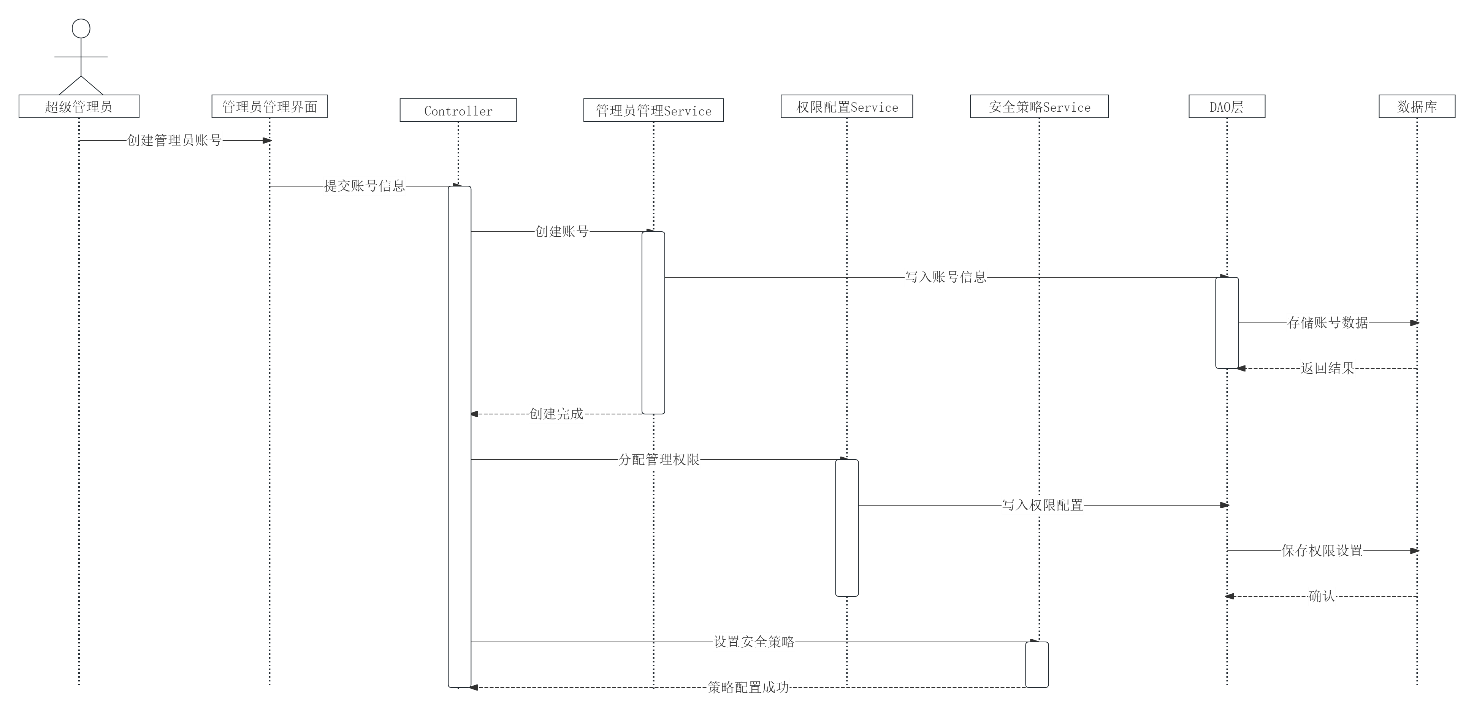 超级管理员
管理员管理界面
Controller
管理员管理Service
权限配置Service
安全策略Service
DAO层
数据库
创建管理员账号
提交账号信息
创建账号
写入账号信息
存储账号数据
返回结果
创建完成
分配管理权限
写入权限配置
保存权限设置
确认
设置安全策略
策略配置成功